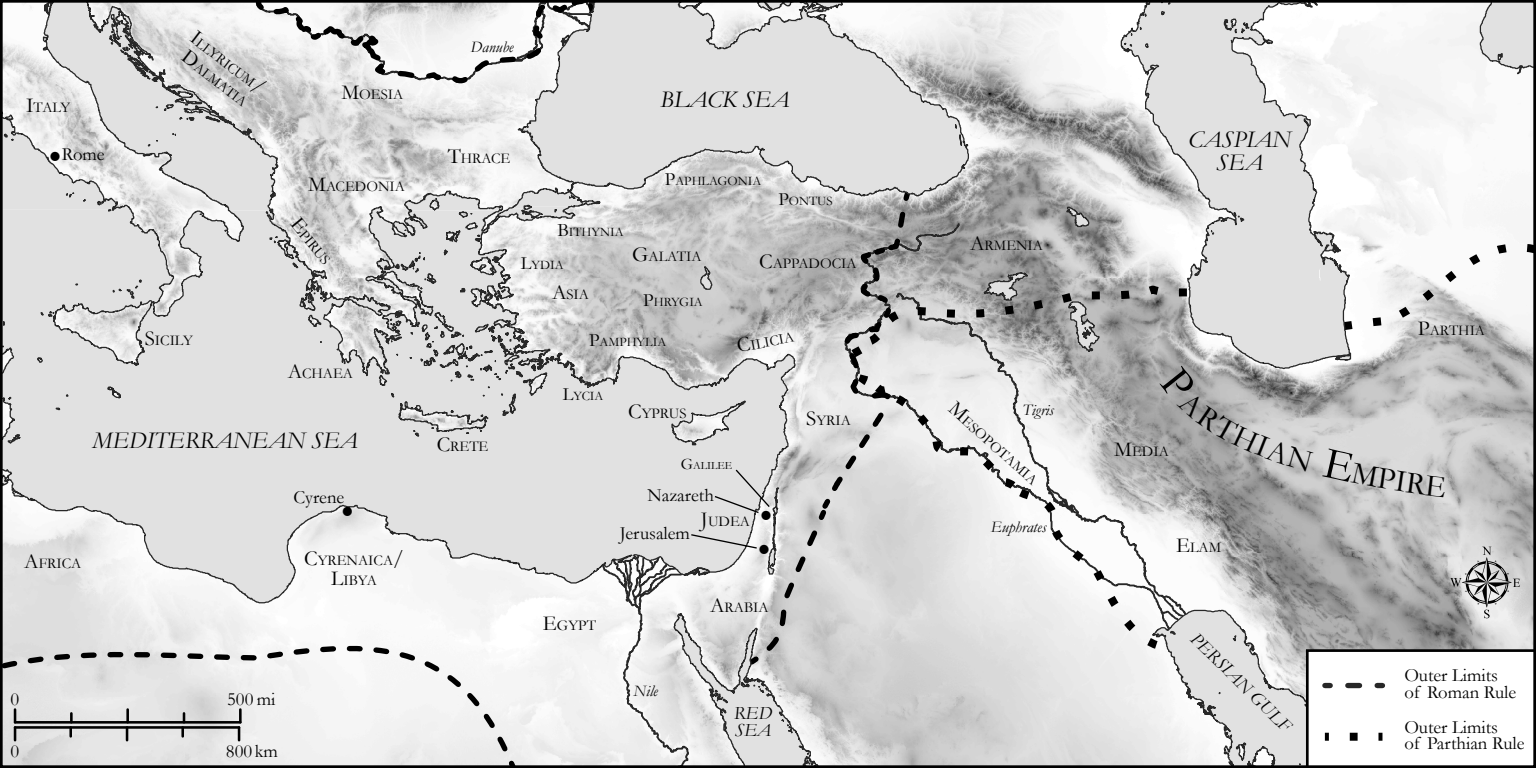 Danube
ILLYRICUM/
DALMATIA
MOESIA
BLACK SEA
ITALY
Rome
CASPIAN
SEA
THRACE
MACEDONIA
PAPHLAGONIA
PONTUS
EPIRUS
BITHYNIA
GALATIA
CAPPADOCIA
ARMENIA
LYDIA
ASIA
PHRYGIA
SICILY
PAMPHYLIA
CILICIA
PARTHIA
ACHAEA
LYCIA
CYPRUS
SYRIA
MESOPOTAMIA
Tigris
PARTHIAN EMPIRE
MEDITERRANEAN SEA
CRETE
MEDIA
GALILEE
Nazareth
Cyrene
JUDEA
Jerusalem
Euphrates
ELAM
AFRICA
CYRENAICA/
LIBYA
N
W
E
S
ARABIA
EGYPT
PERSIAN GULF
Nile
RED
SEA
0
500 mi
0
800 km
Outer Limits
of Roman Rule
Outer Limits
of Parthian Rule